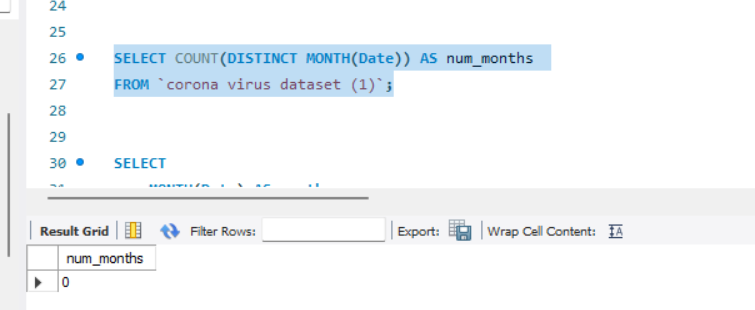 24
25
26 SELECT COUNT(DISTINCT MONTH(Date)) AS num_months
27 FROM `corona virus dataset (1)`;
28
29
30 SELECT
Result Grid Filter Rows: Export: Wrap Cell Content: IA
num_months
0